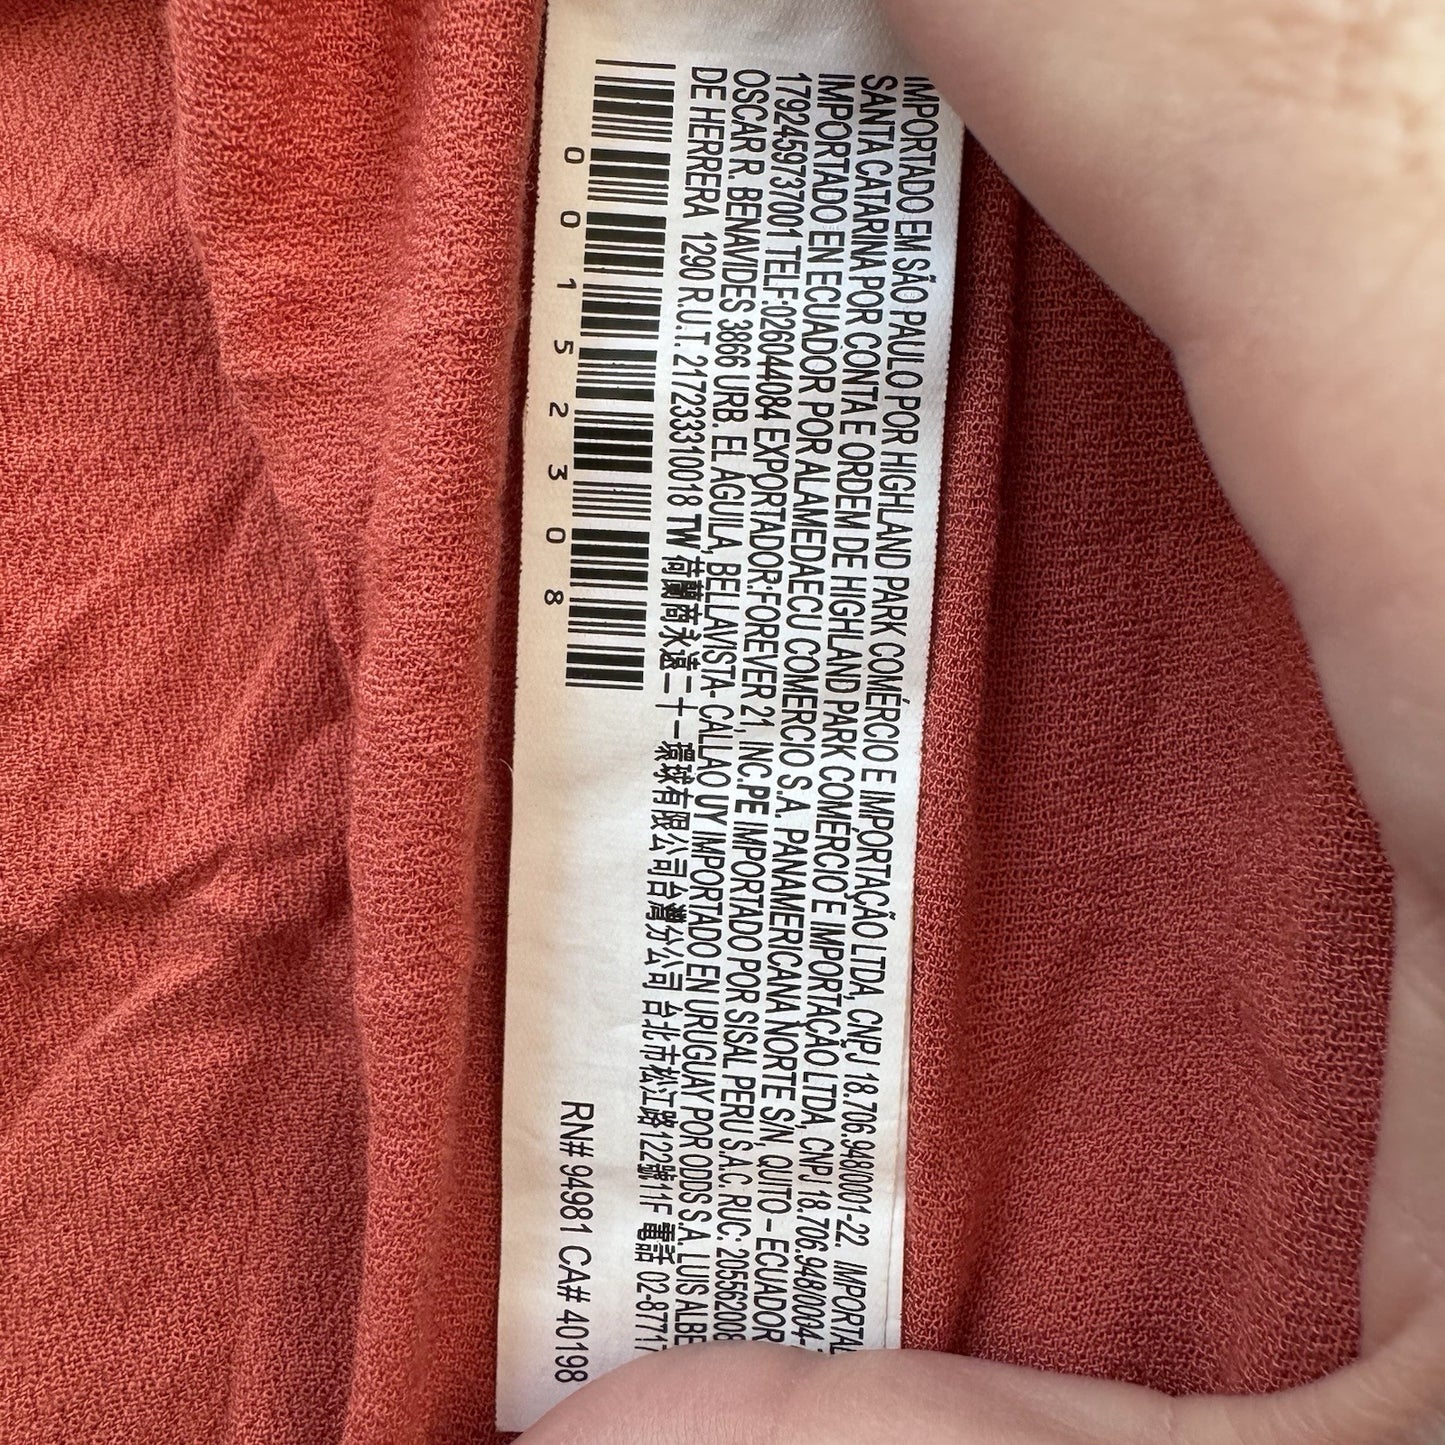 IMPORTADO EM SÃO PAULO POR HIGHLAND PARK COMÉRCIO E IMPORTAÇÃO LTDA, CNPJ 18.706.948/0001-22. IMPORTA
SANTA CATARINA POR CONTA E ORDEM DE HIGHLAND PARK COMÉRCIO E IMPORTAÇÃO LTDA, CNPJ 18.706.948/0004-
IMPORTADO EN ECUADOR POR ALAMEDAECU COMERCIO S.A. PANAMERICANA NORTE S/N, QUITO – ECUADOR
1792459737001 TELF:026044084 EXPORTADOR:FOREVER 21, INC.PE IMPORTADO POR SISAL PERU S.A.C. RUC: 205562008
OSCAR R. BENAVIDES 3866 URB. EL ÁGUILA, BELLAVISTA- CALLAO UY IMPORTADO EN URUGUAY POR ODDS S.A. LUIS ALBE
DE HERRERA 1290 R.U.T. 217233310018 TW 荷蘭商永遠二十一環球有限公司台灣分公司 台北市松江路122號11F 電話 02-8771
0 0 1 5 2 3 0 8
RN# 94981 CA# 40198